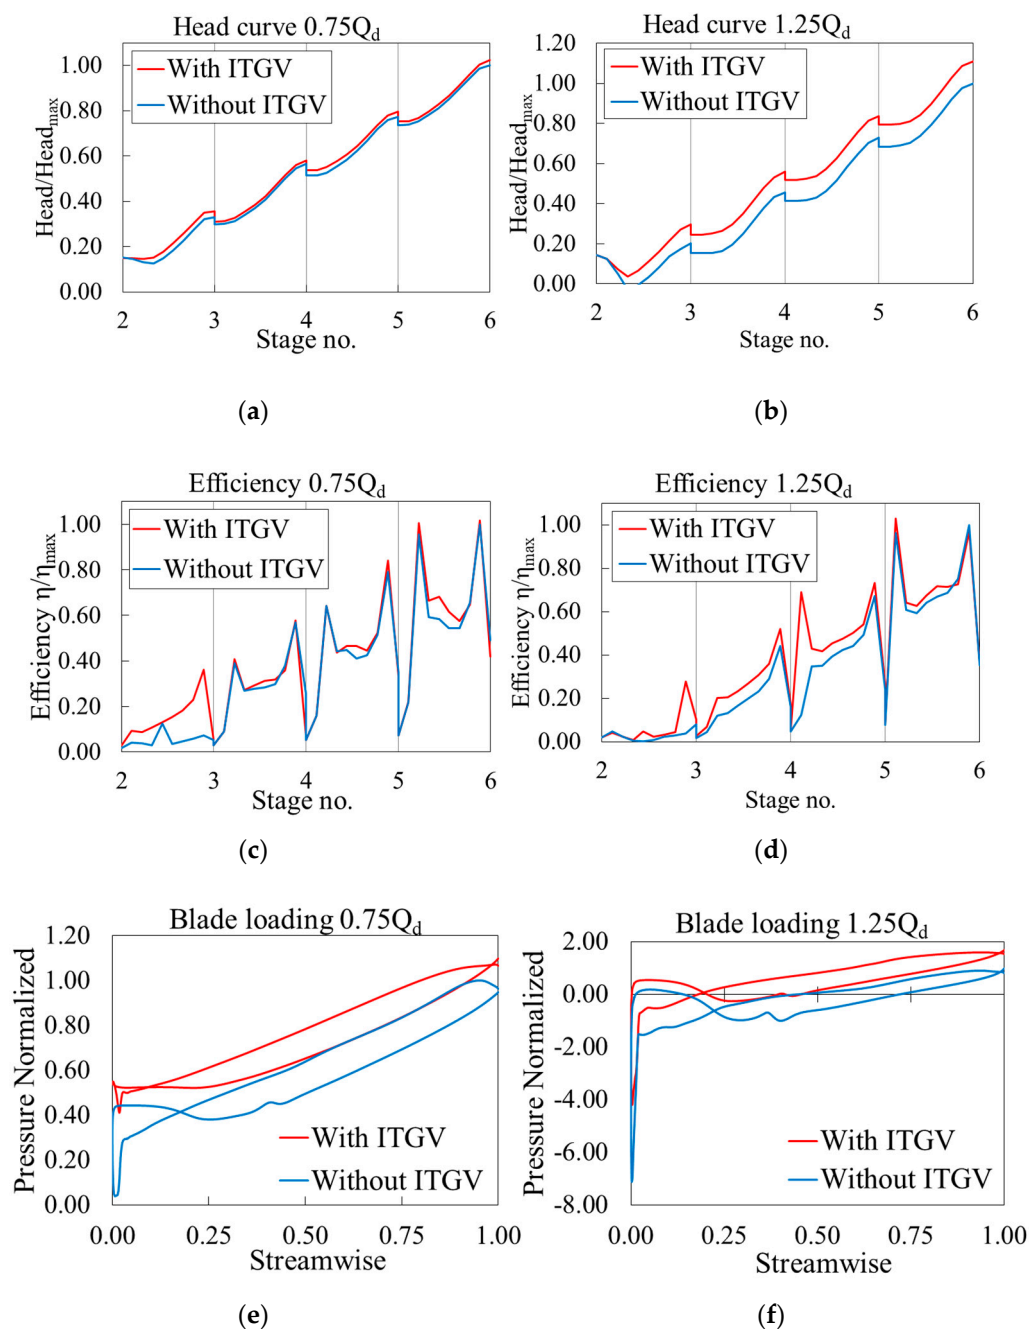 Head curve 0.75Qd
Head/Headmax
1.00
0.80
0.60
0.40
0.20
0.00
With ITGV
Without ITGV
2 3 4 5 6
Stage no.
(a)
Head curve 1.25Qd
Head/Headmax
1.20
1.00
0.80
0.60
0.40
0.20
0.00
With ITGV
Without ITGV
2 3 4 5 6
Stage no.
(b)
Efficiency 0.75Qd
Efficiency η/ηmax
1.00
0.80
0.60
0.40
0.20
0.00
With ITGV
Without ITGV
2 3 4 5 6
Stage no.
(c)
Efficiency 1.25Qd
Efficiency η/ηmax
1.00
0.80
0.60
0.40
0.20
0.00
With ITGV
Without ITGV
2 3 4 5 6
Stage no.
(d)
Blade loading 0.75Qd
Pressure Normalized
1.20
1.00
0.80
0.60
0.40
0.20
0.00
With ITGV
Without ITGV
0.00 0.25 0.50 0.75 1.00
Streamwise
(e)
Blade loading 1.25Qd
Pressure Normalized
2.00
0.00
-2.00
-4.00
-6.00
-8.00
With ITGV
Without ITGV
0.00 0.25 0.50 0.75 1.00
Streamwise
(f)